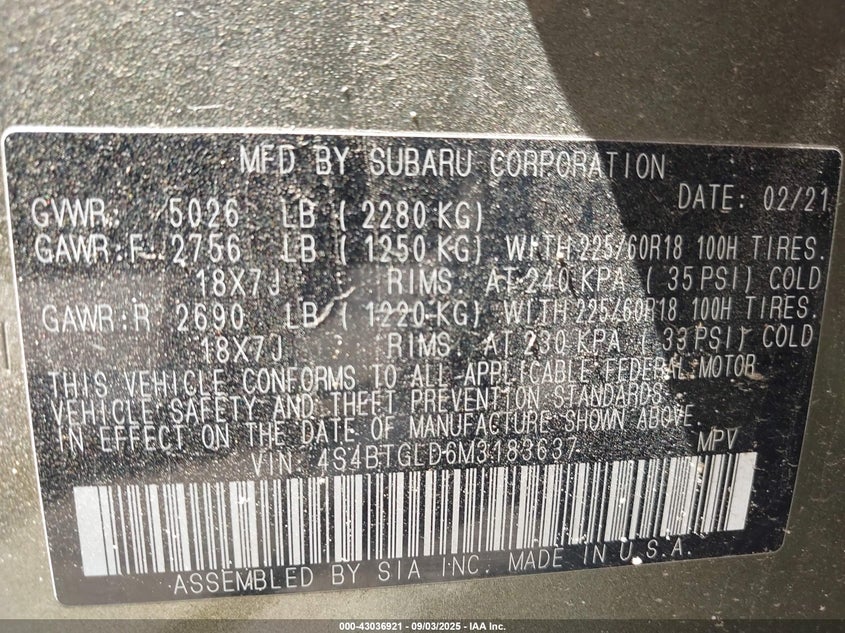 MFD BY SUBARU CORPORATION
DATE: 02/21
GVWR: 5026 LB ( 2280 KG)
GAWR:F 2756 LB ( 1250 KG) WITH 225/60R18 100H TIRES.
18X7J RIMS. AT 240 KPA ( 35 PSI) COLD
GAWR:R 2690 LB ( 1220 KG) WITH 225/60R18 100H TIRES.
18X7J RIMS. AT 230 KPA ( 33 PSI) COLD
THIS VEHICLE CONFORMS TO ALL APPLICABLE FEDERAL MOTOR
VEHICLE SAFETY AND THEFT PREVENTION STANDARDS
IN EFFECT ON THE DATE OF MANUFACTURE SHOWN ABOVE.
VIN: 4S4BTGLD6M3183637 MPV
ASSEMBLED BY SIA INC. MADE IN U.S.A.
000-43036921 - 09/03/2025 - IAA Inc.